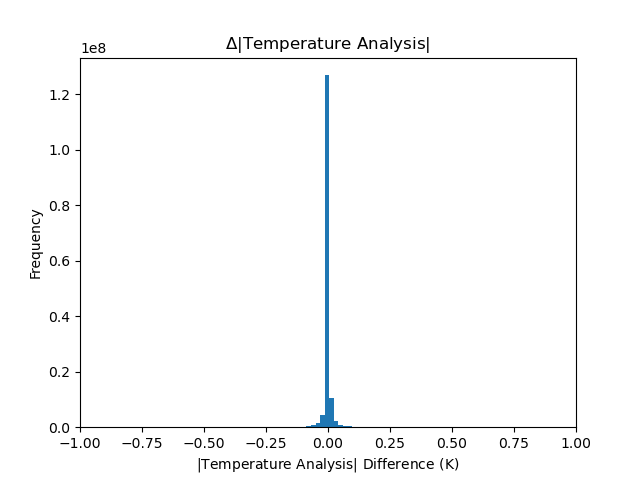 Δ|Temperature Analysis|
1e8
1.2
1.0
0.8
0.6
0.4
0.2
0.0
Frequency
−1.00 −0.75 −0.50 −0.25 0.00 0.25 0.50 0.75 1.00
|Temperature Analysis| Difference (K)